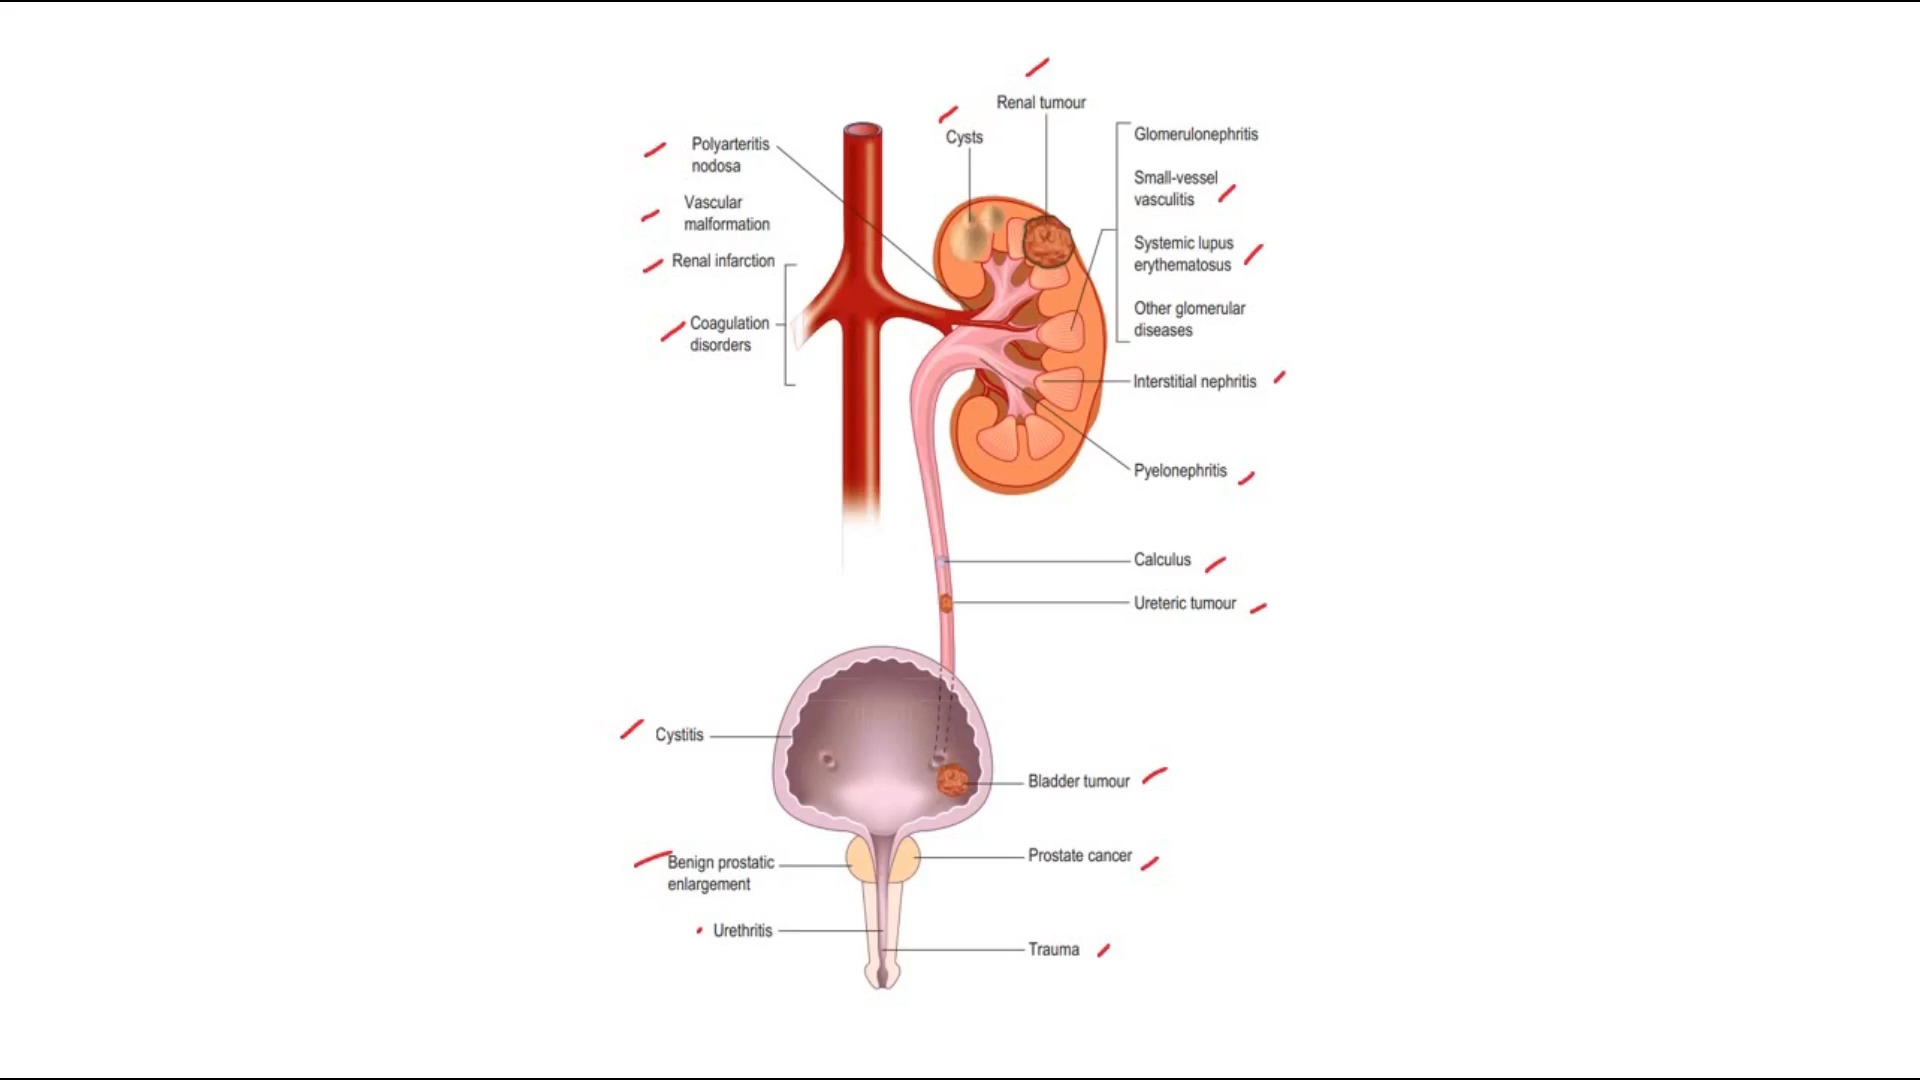 Renal tumour
Cysts
Polyarteritis
nodosa
Vascular
malformation
Renal infarction
Coagulation
disorders
Glomerulonephritis
Small-vessel
vasculitis
Systemic lupus
erythematosus
Other glomerular
diseases
Interstitial nephritis
Pyelonephritis
Calculus
Ureteric tumour
Cystitis
Bladder tumour
Benign prostatic
enlargement
Prostate cancer
Urethritis
Trauma